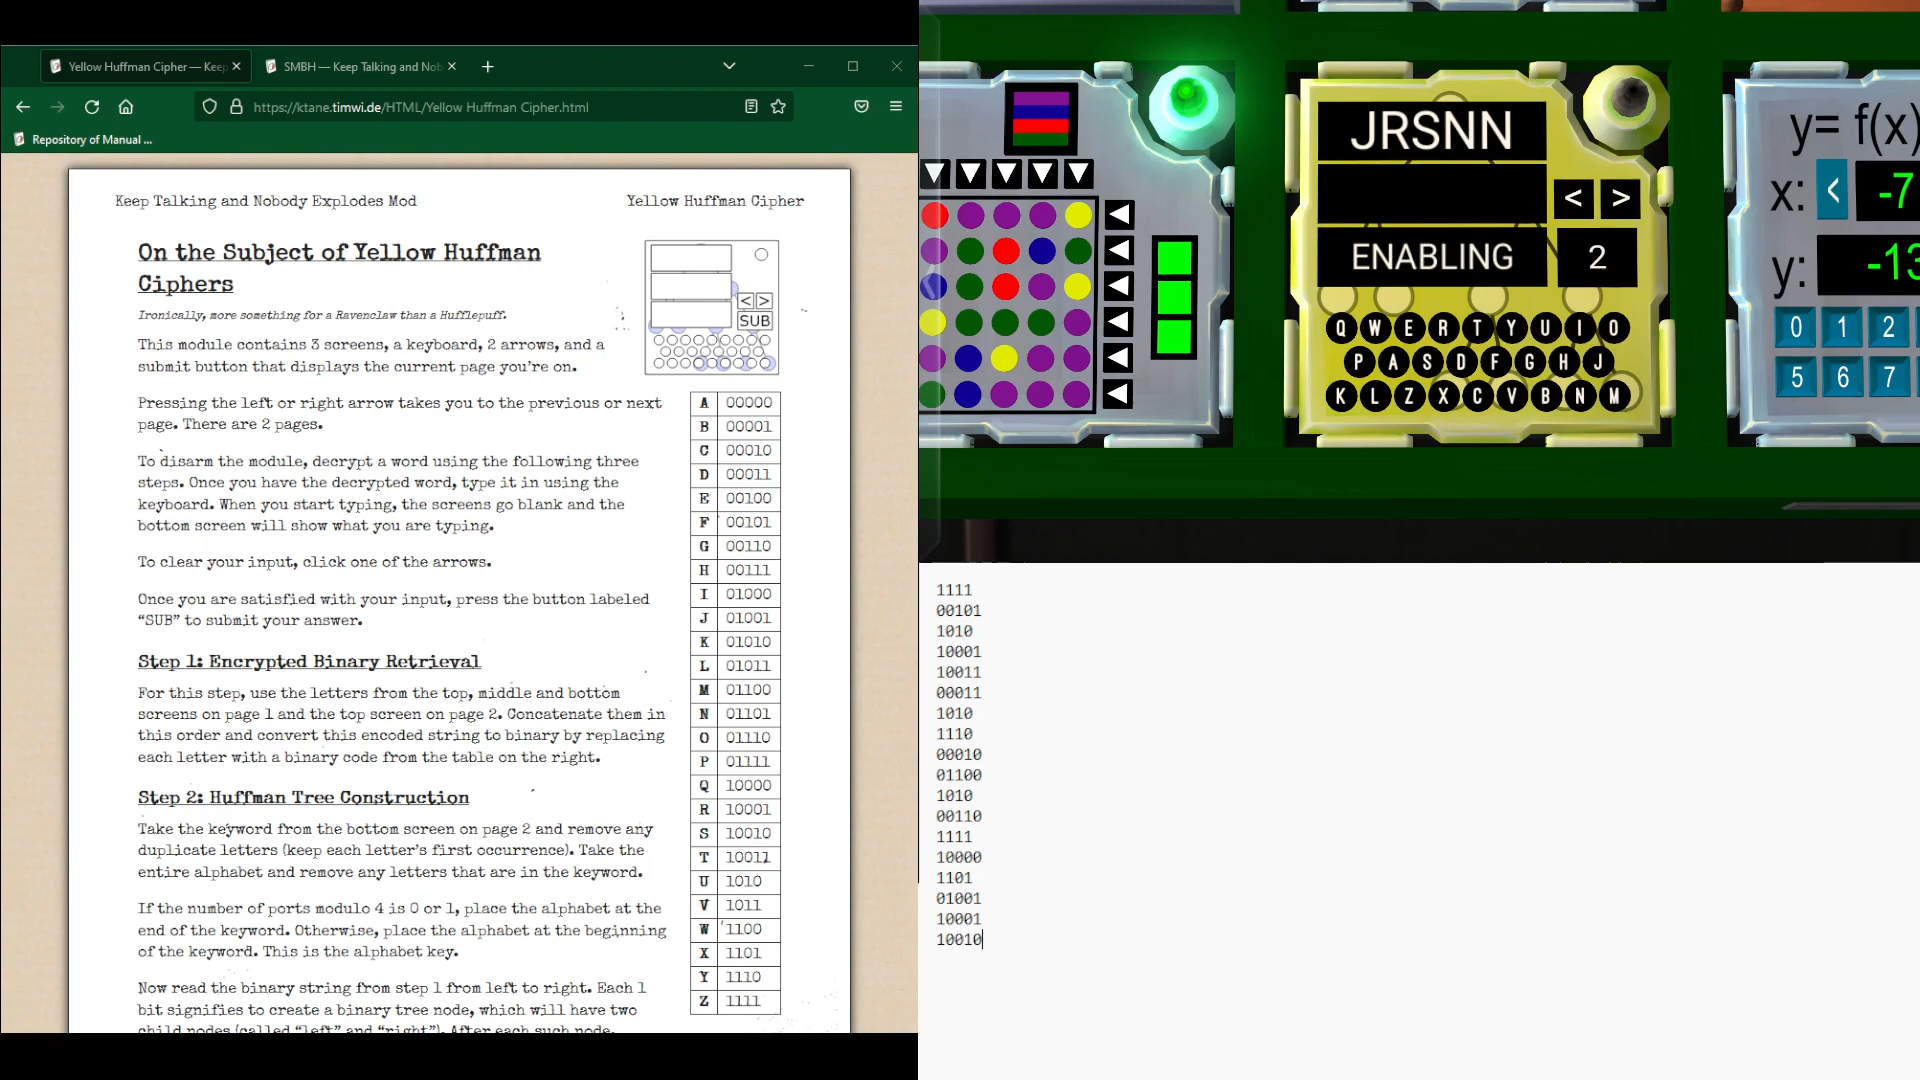 Yellow Huffman Cipher — Keep
SMBH — Keep Talking and Nob
https://ktane.timwi.de/HTML/Yellow Huffman Cipher.html
Repository of Manual ...
Keep Talking and Nobody Explodes Mod
Yellow Huffman Cipher
On the Subject of Yellow Huffman
Ciphers
Ironically, more something for a Ravenclaw than a Hufflepuff.
This module contains 3 screens, a keyboard, 2 arrows, and a
submit button that displays the current page you're on.
< >
SUB
Pressing the left or right arrow takes you to the previous or next
page. There are 2 pages.
To disarm the module, decrypt a word using the following three
steps. Once you have the decrypted word, type it in using the
keyboard. When you start typing, the screens go blank and the
bottom screen will show what you are typing.
To clear your input, click one of the arrows.
Once you are satisfied with your input, press the button labeled
“SUB” to submit your answer.
Step 1: Encrypted Binary Retrieval
For this step, use the letters from the top, middle and bottom
screens on page 1 and the top screen on page 2. Concatenate them in
this order and convert this encoded string to binary by replacing
each letter with a binary code from the table on the right.
Step 2: Huffman Tree Construction
Take the keyword from the bottom screen on page 2 and remove any
duplicate letters (keep each letter's first occurrence). Take the
entire alphabet and remove any letters that are in the keyword.
If the number of ports modulo 4 is 0 or 1, place the alphabet at the
end of the keyword. Otherwise, place the alphabet at the beginning
of the keyword. This is the alphabet key.
Now read the binary string from step 1 from left to right. Each 1
bit signifies to create a binary tree node, which will have two
child nodes (called “left” and “right”). After each such node,
A 00000
B 00001
C 00010
D 00011
E 00100
F 00101
G 00110
H 00111
I 01000
J 01001
K 01010
L 01011
M 01100
N 01101
O 01110
P 01111
Q 10000
R 10001
S 10010
T 10011
U 1010
V 1011
W 1100
X 1101
Y 1110
Z 1111
JRSNN
< >
ENABLING
2
Q W E R T Y U I O
P A S D F G H J
K L Z X C V B N M
y= f(x)
x: < -7
y: -13
0 1 2
5 6 7
1111
00101
1010
10001
10011
00011
1010
1110
00010
01100
1010
00110
1111
10000
1101
01001
10001
10010